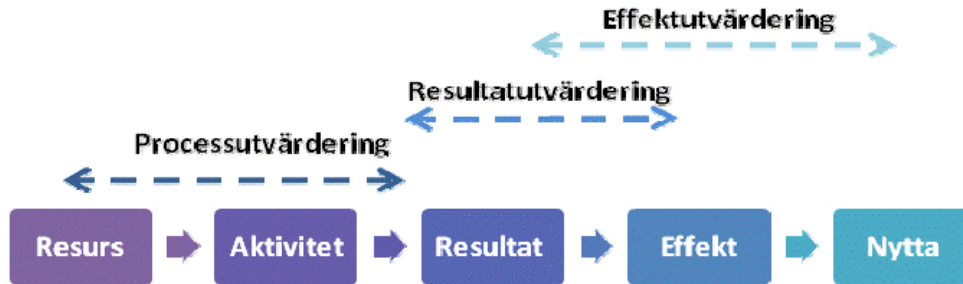 Effektutvärdering
Resultatutvärdering
Processutvärdering
Resurs Aktivitet Resultat Effekt Nytta